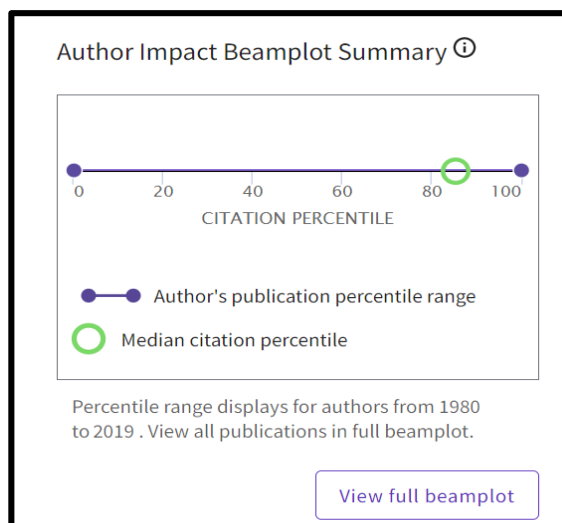 Author Impact Beamplot Summary ⓘ
0 20 40 60 80 100
CITATION PERCENTILE
Author's publication percentile range
Median citation percentile
Percentile range displays for authors from 1980
to 2019 . View all publications in full beamplot.
View full beamplot